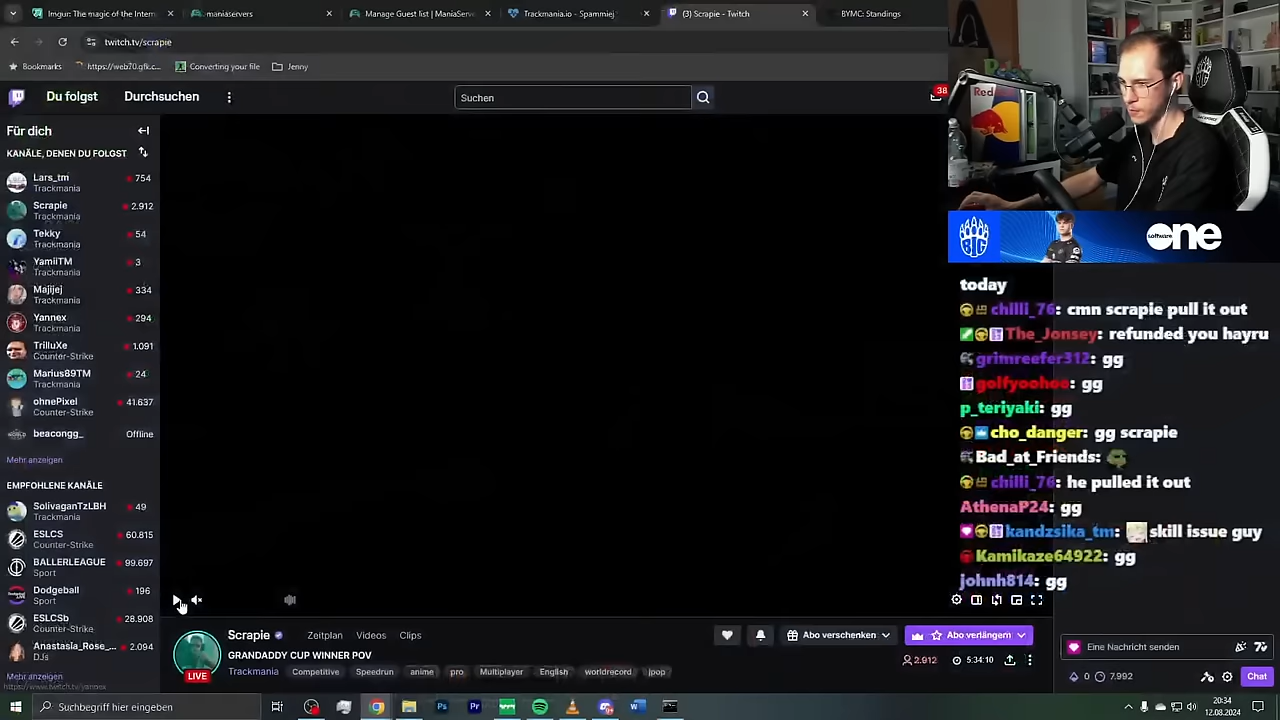 Imgur: The magic of the Intern
maniaservers
Manage Guest list | ManiaServe
Trackmania.io - Spammiej
(3) Scrapie - Twitch
BYMC: Standings
twitch.tv/scrapie
Bookmarks
https://web70.gfk.c...
Converting your file
Jenny
Du folgst
Durchsuchen
Suchen
38
Für dich
KANÄLE, DENEN DU FOLGST
Lars_tm 754
Trackmania
Scrapie 2.912
Trackmania
Tekky 54
Trackmania
YamiiTM 3
Trackmania
Majijej 334
Trackmania
Yannex 294
Trackmania
TrilluXe 1.091
Counter-Strike
Marius89TM 24
Trackmania
ohnePixel 41.637
Counter-Strike
beacongg_ Offline
Mehr anzeigen
EMPFOHLENE KANÄLE
SolivaganTzLBH 49
Trackmania
ESLCS 60.815
Counter-Strike
BALLERLEAGUE 99.697
Sport
Dodgeball 196
Sport
ESLCSb 28.908
Counter-Strike
Anastasia_Rose_... 2.094
DJs
Mehr anzeigen
Red
BIG
software one
today
chilli_76: cmn scrapie pull it out
The_Jonsey: refunded you hayru
grimreefer312: gg
golfyoohoo: gg
p_teriyaki: gg
cho_danger: gg scrapie
Bad_at_Friends:
chilli_76: he pulled it out
AthenaP24: gg
kandzsika_tm: skill issue guy
Kamikaze64922: gg
johnh814: gg
Scrapie
Zeitplan
Videos
Clips
Abo verschenken
Abo verlängern
GRANDADDY CUP WINNER POV
LIVE
Trackmania
Competitive
Speedrun
anime
pro
Multiplayer
English
worldrecord
jpop
2.912
5:34:10
Eine Nachricht senden
0
7.992
Chat
Suchbegriff hier eingeben
20:34
12.08.2024